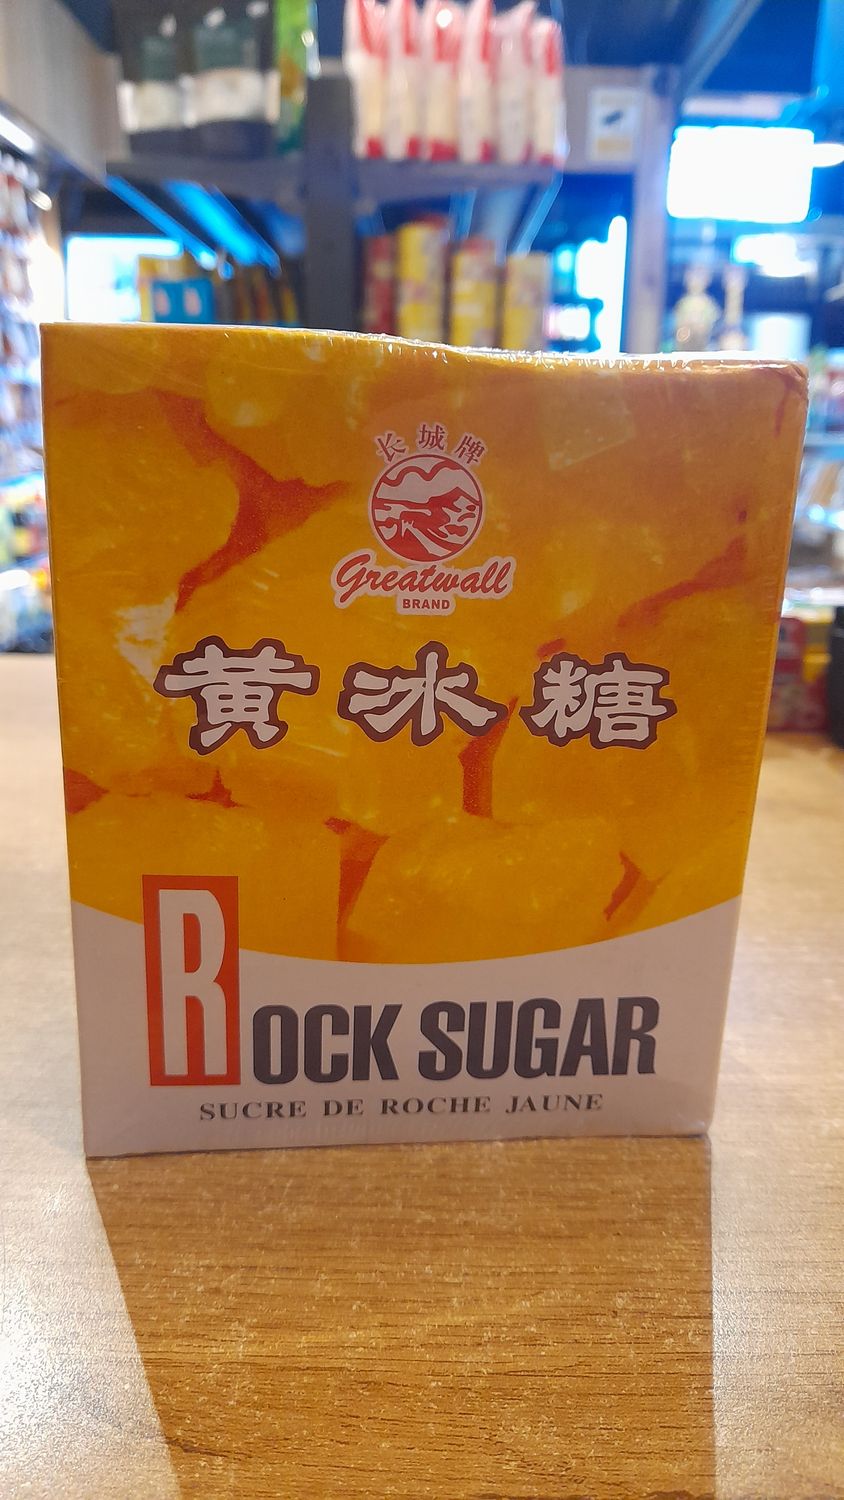 长城牌
Greatwall
BRAND
黄冰糖
ROCK SUGAR
SUCRE DE ROCHE JAUNE